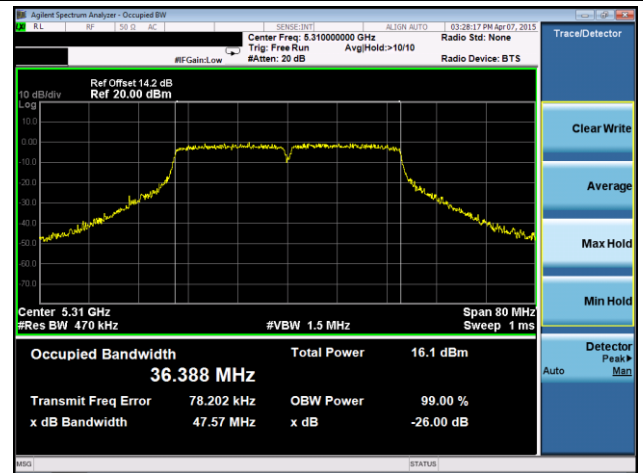 Agilent Spectrum Analyzer - Occupied BW
RL RF 50 Ω AC SENSE:INT ALIGN AUTO 03:28:17 PM Apr 07, 2015
Center Freq: 5.310000000 GHz Radio Std: None
Trig: Free Run Avg|Hold:>10/10
#IFGain:Low #Atten: 20 dB Radio Device: BTS
Trace/Detector
Ref Offset 14.2 dB
10 dB/div Ref 20.00 dBm
Log
10.0
0.00
-10.0
-20.0
-30.0
-40.0
-50.0
-60.0
-70.0
Clear Write
Average
Max Hold
Min Hold
Center 5.31 GHz Span 80 MHz
#Res BW 470 kHz #VBW 1.5 MHz Sweep 1 ms
Detector
Peak▶
Auto Man
Occupied Bandwidth Total Power 16.1 dBm
36.388 MHz
Transmit Freq Error 78.202 kHz OBW Power 99.00 %
x dB Bandwidth 47.57 MHz x dB -26.00 dB
MSG STATUS